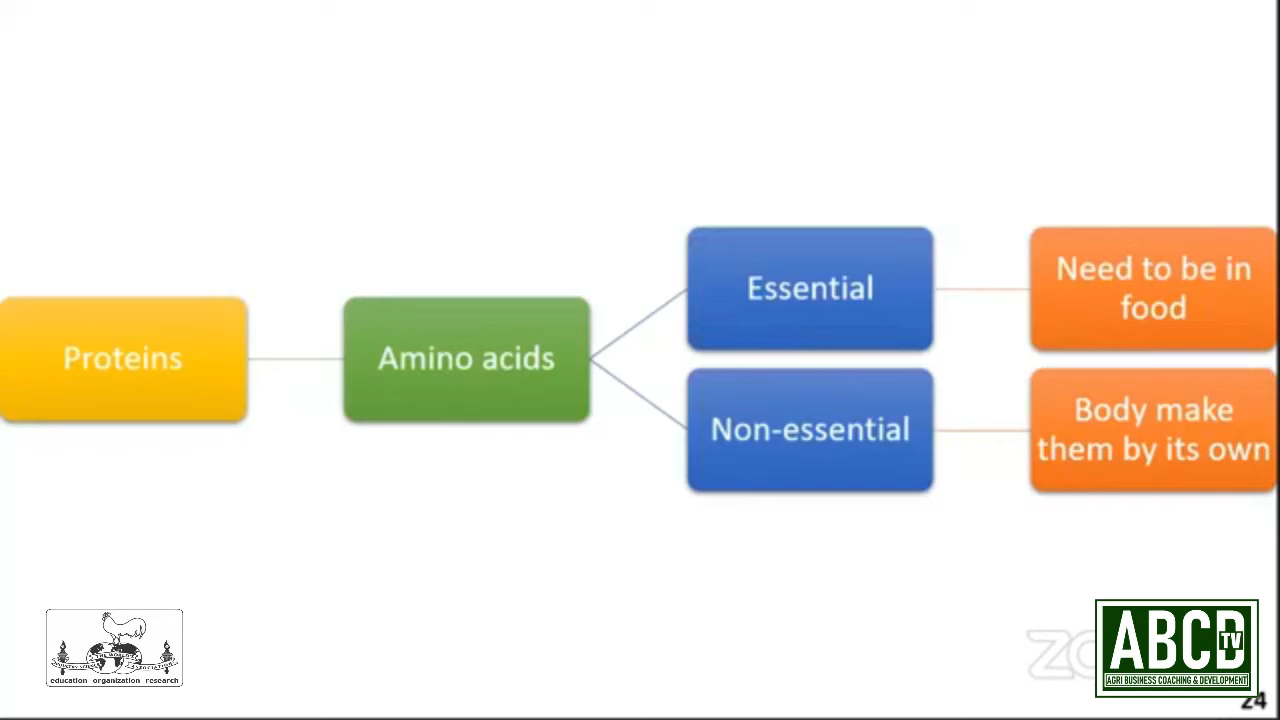 Proteins
Amino acids
Essential
Need to be in
food
Non-essential
Body make
them by its own
education organization research
ABCD
TV
AGRI BUSINESS COACHING & DEVELOPMENT
24